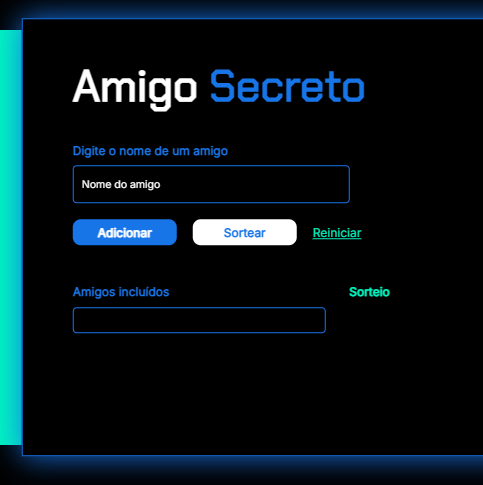 Amigo Secreto
Digite o nome de um amigo
Nome do amigo
Adicionar Sortear Reiniciar
Amigos incluídos Sorteio